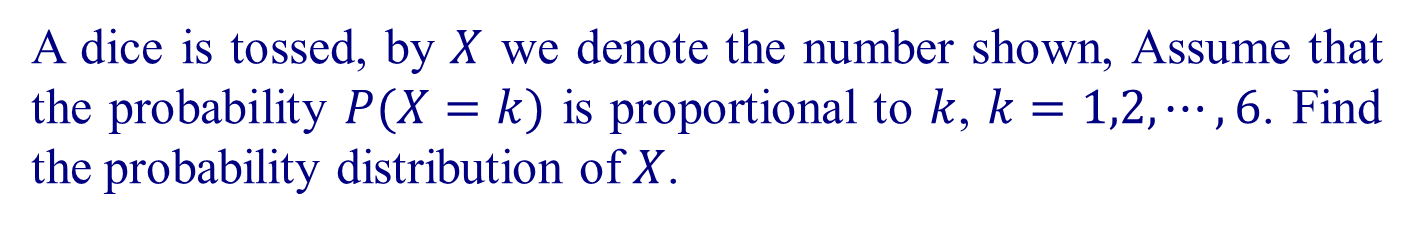 A dice is tossed, by X we denote the number shown, Assume that
the probability P(X = k) is proportional to k, k = 1,2, ⋯ , 6. Find
the probability distribution of X.